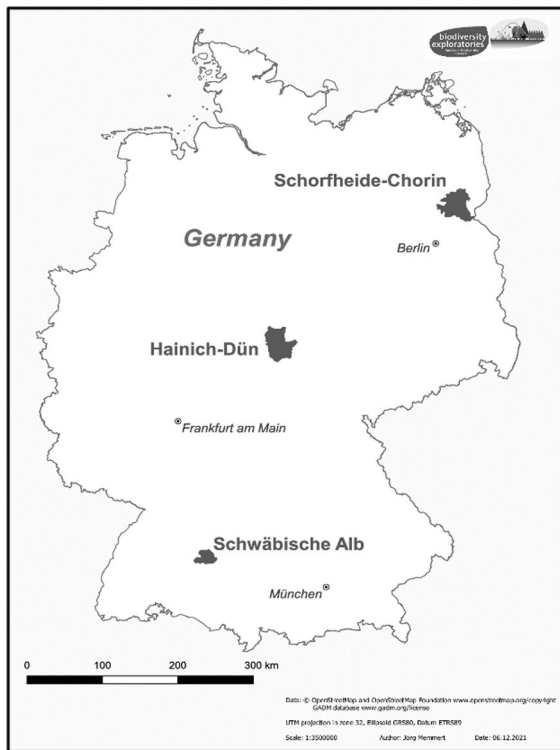 biodiversity
exploratories
Schorfheide-Chorin
Germany
Berlin
Hainich-Dün
Frankfurt am Main
Schwäbische Alb
München
0 100 200 300 km
Data: © OpenStreetMap and OpenStreetMap Foundation www.openstreetmap.org/copyright
GADM database www.gadm.org/license
UTM projection in zone 32, Ellipsoid GRS80, Datum ETRS89
Scale: 1:3500000 Author: Jörg Memmert Date: 06.12.2021